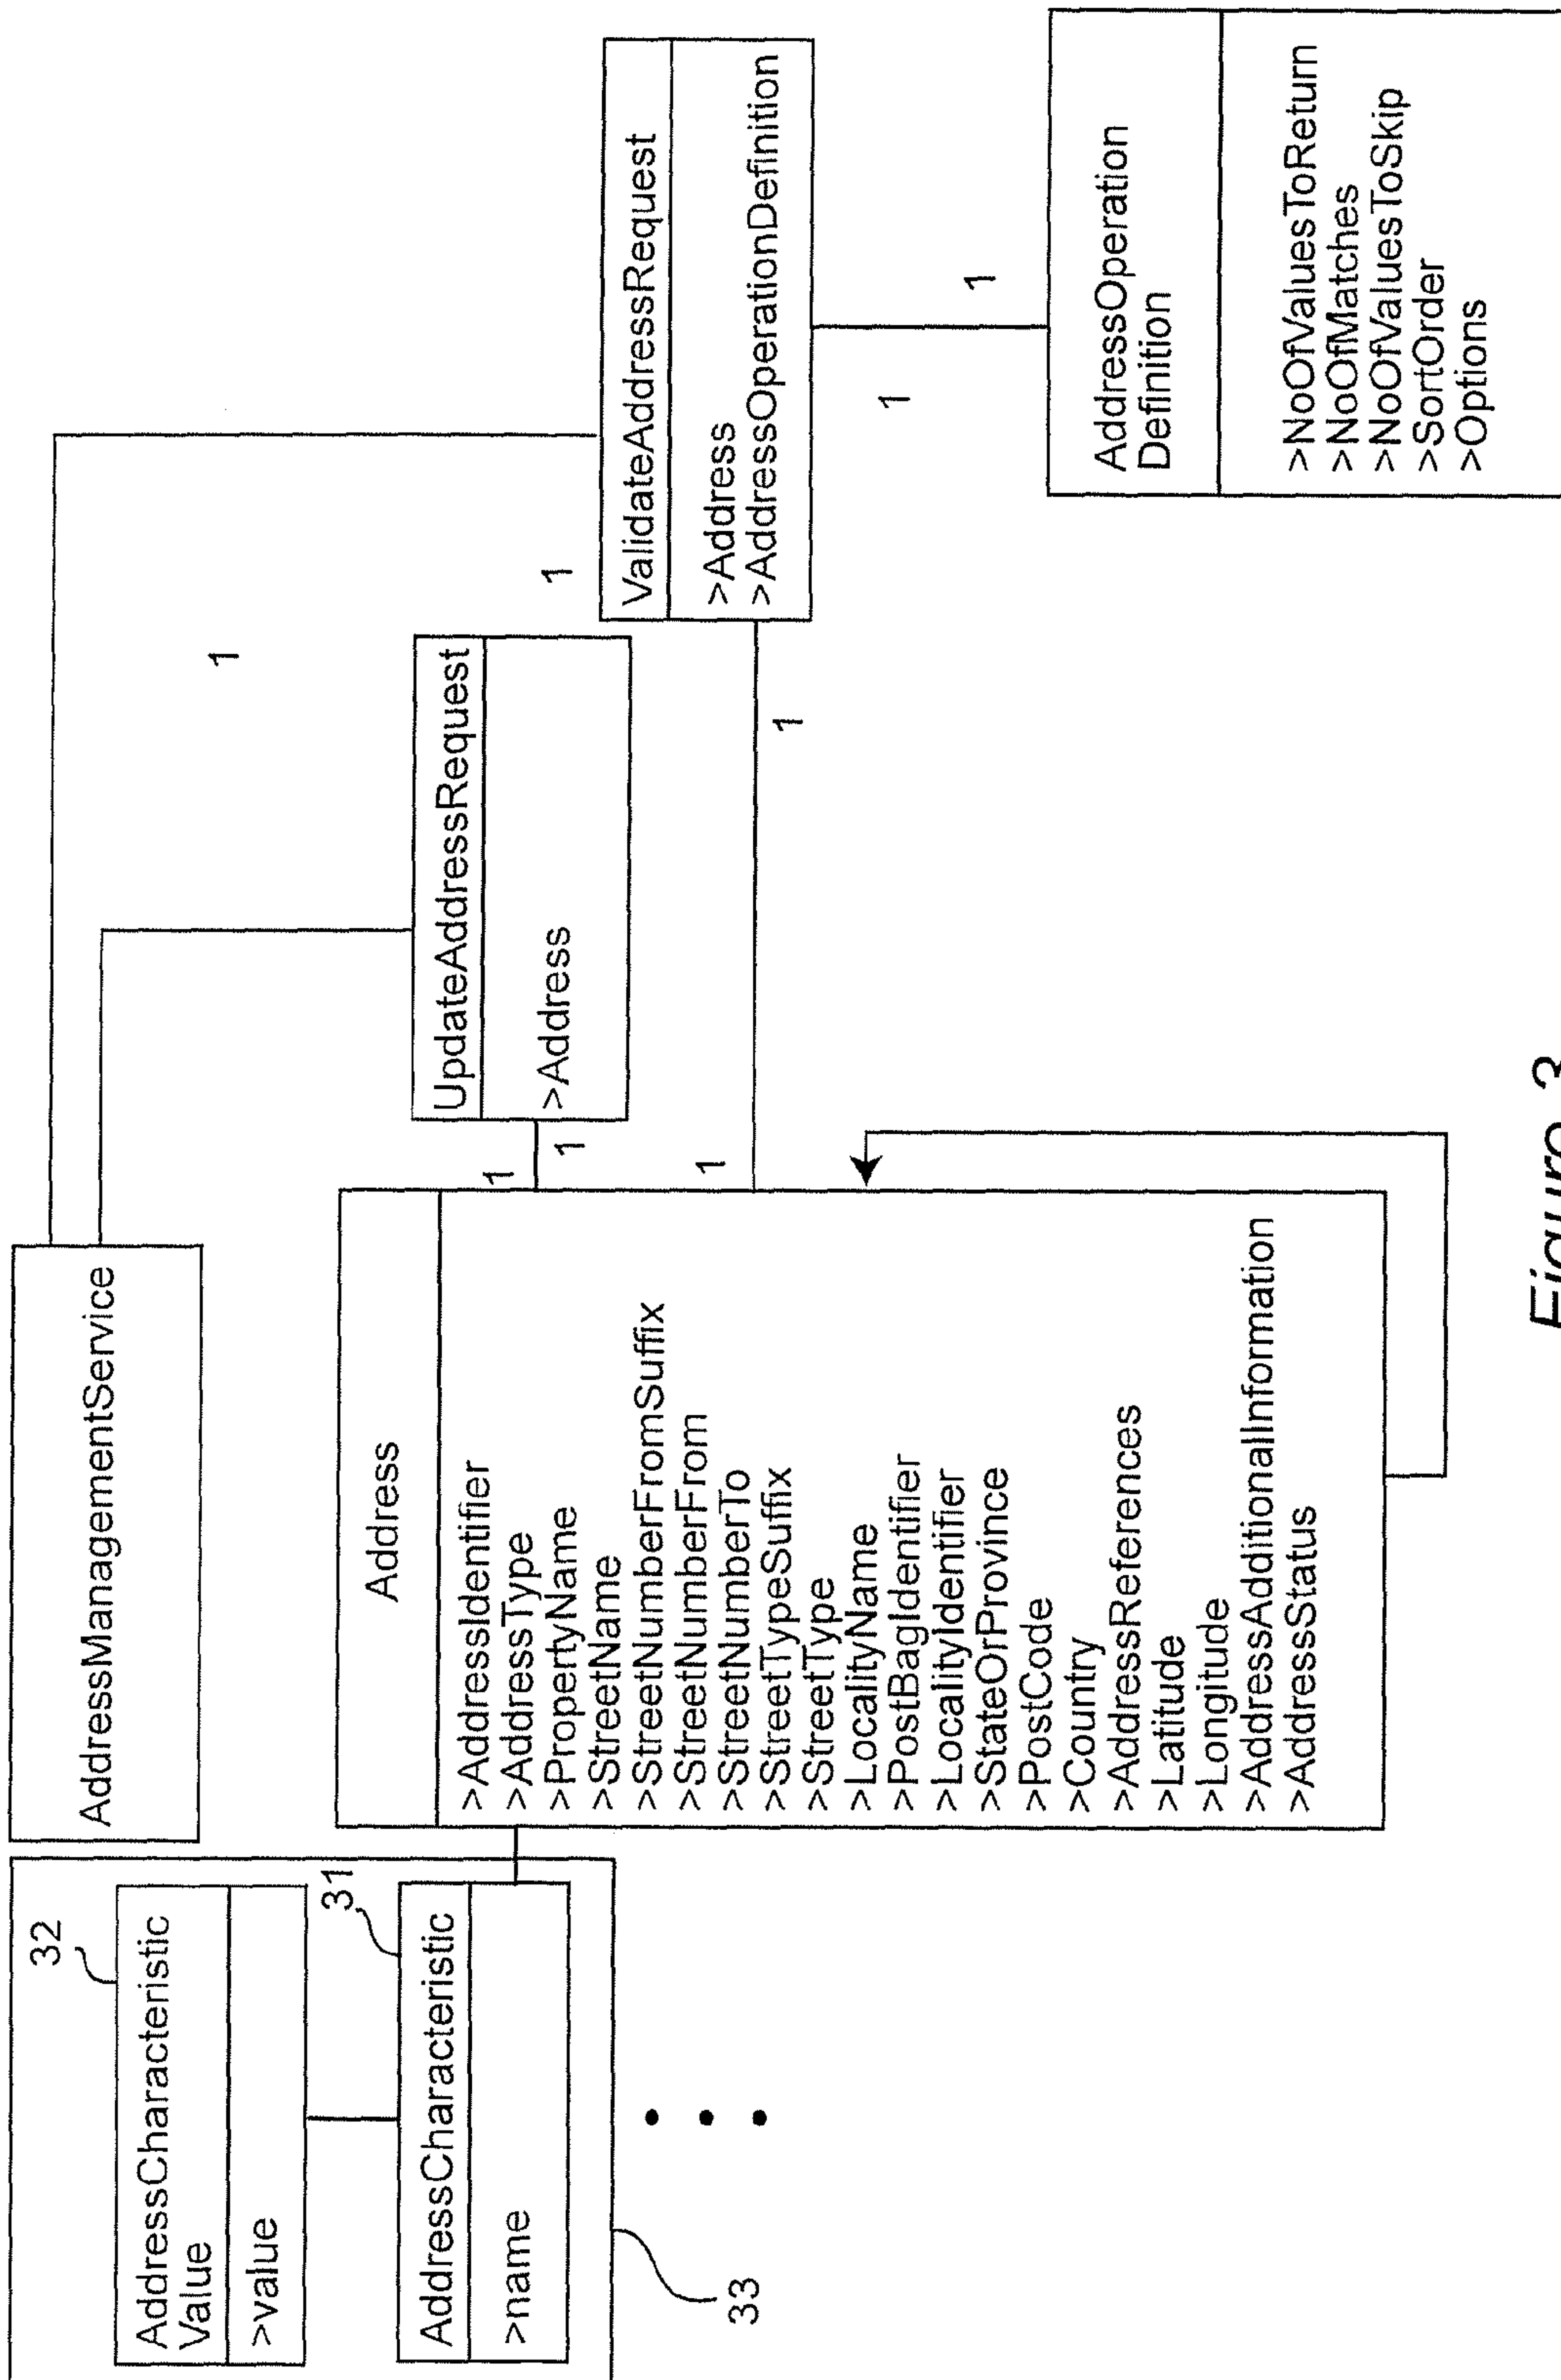 32
AddressCharacteristic
Value
>value
31
AddressCharacteristic
>name
33
AddressManagementService
Address
>AddressIdentifier
>AddressType
>PropertyName
>StreetName
>StreetNumberFromSuffix
>StreetNumberFrom
>StreetNumberTo
>StreetTypeSuffix
>StreetType
>LocalityName
>PostBagIdentifier
>LocalityIdentifier
>StateOrProvince
>PostCode
>Country
>AddressReferences
>Latitude
>Longitude
>AddressAdditionalInformation
>AddressStatus
1
1
1
UpdateAddressRequest
>Address
1
1
1
ValidateAddressRequest
>Address
>AddressOperationDefinition
1
1
AddressOperation
Definition
>NoOfValuesToReturn
>NoOfMatches
>NoOfValuesToSkip
>SortOrder
>Options
Figure 3